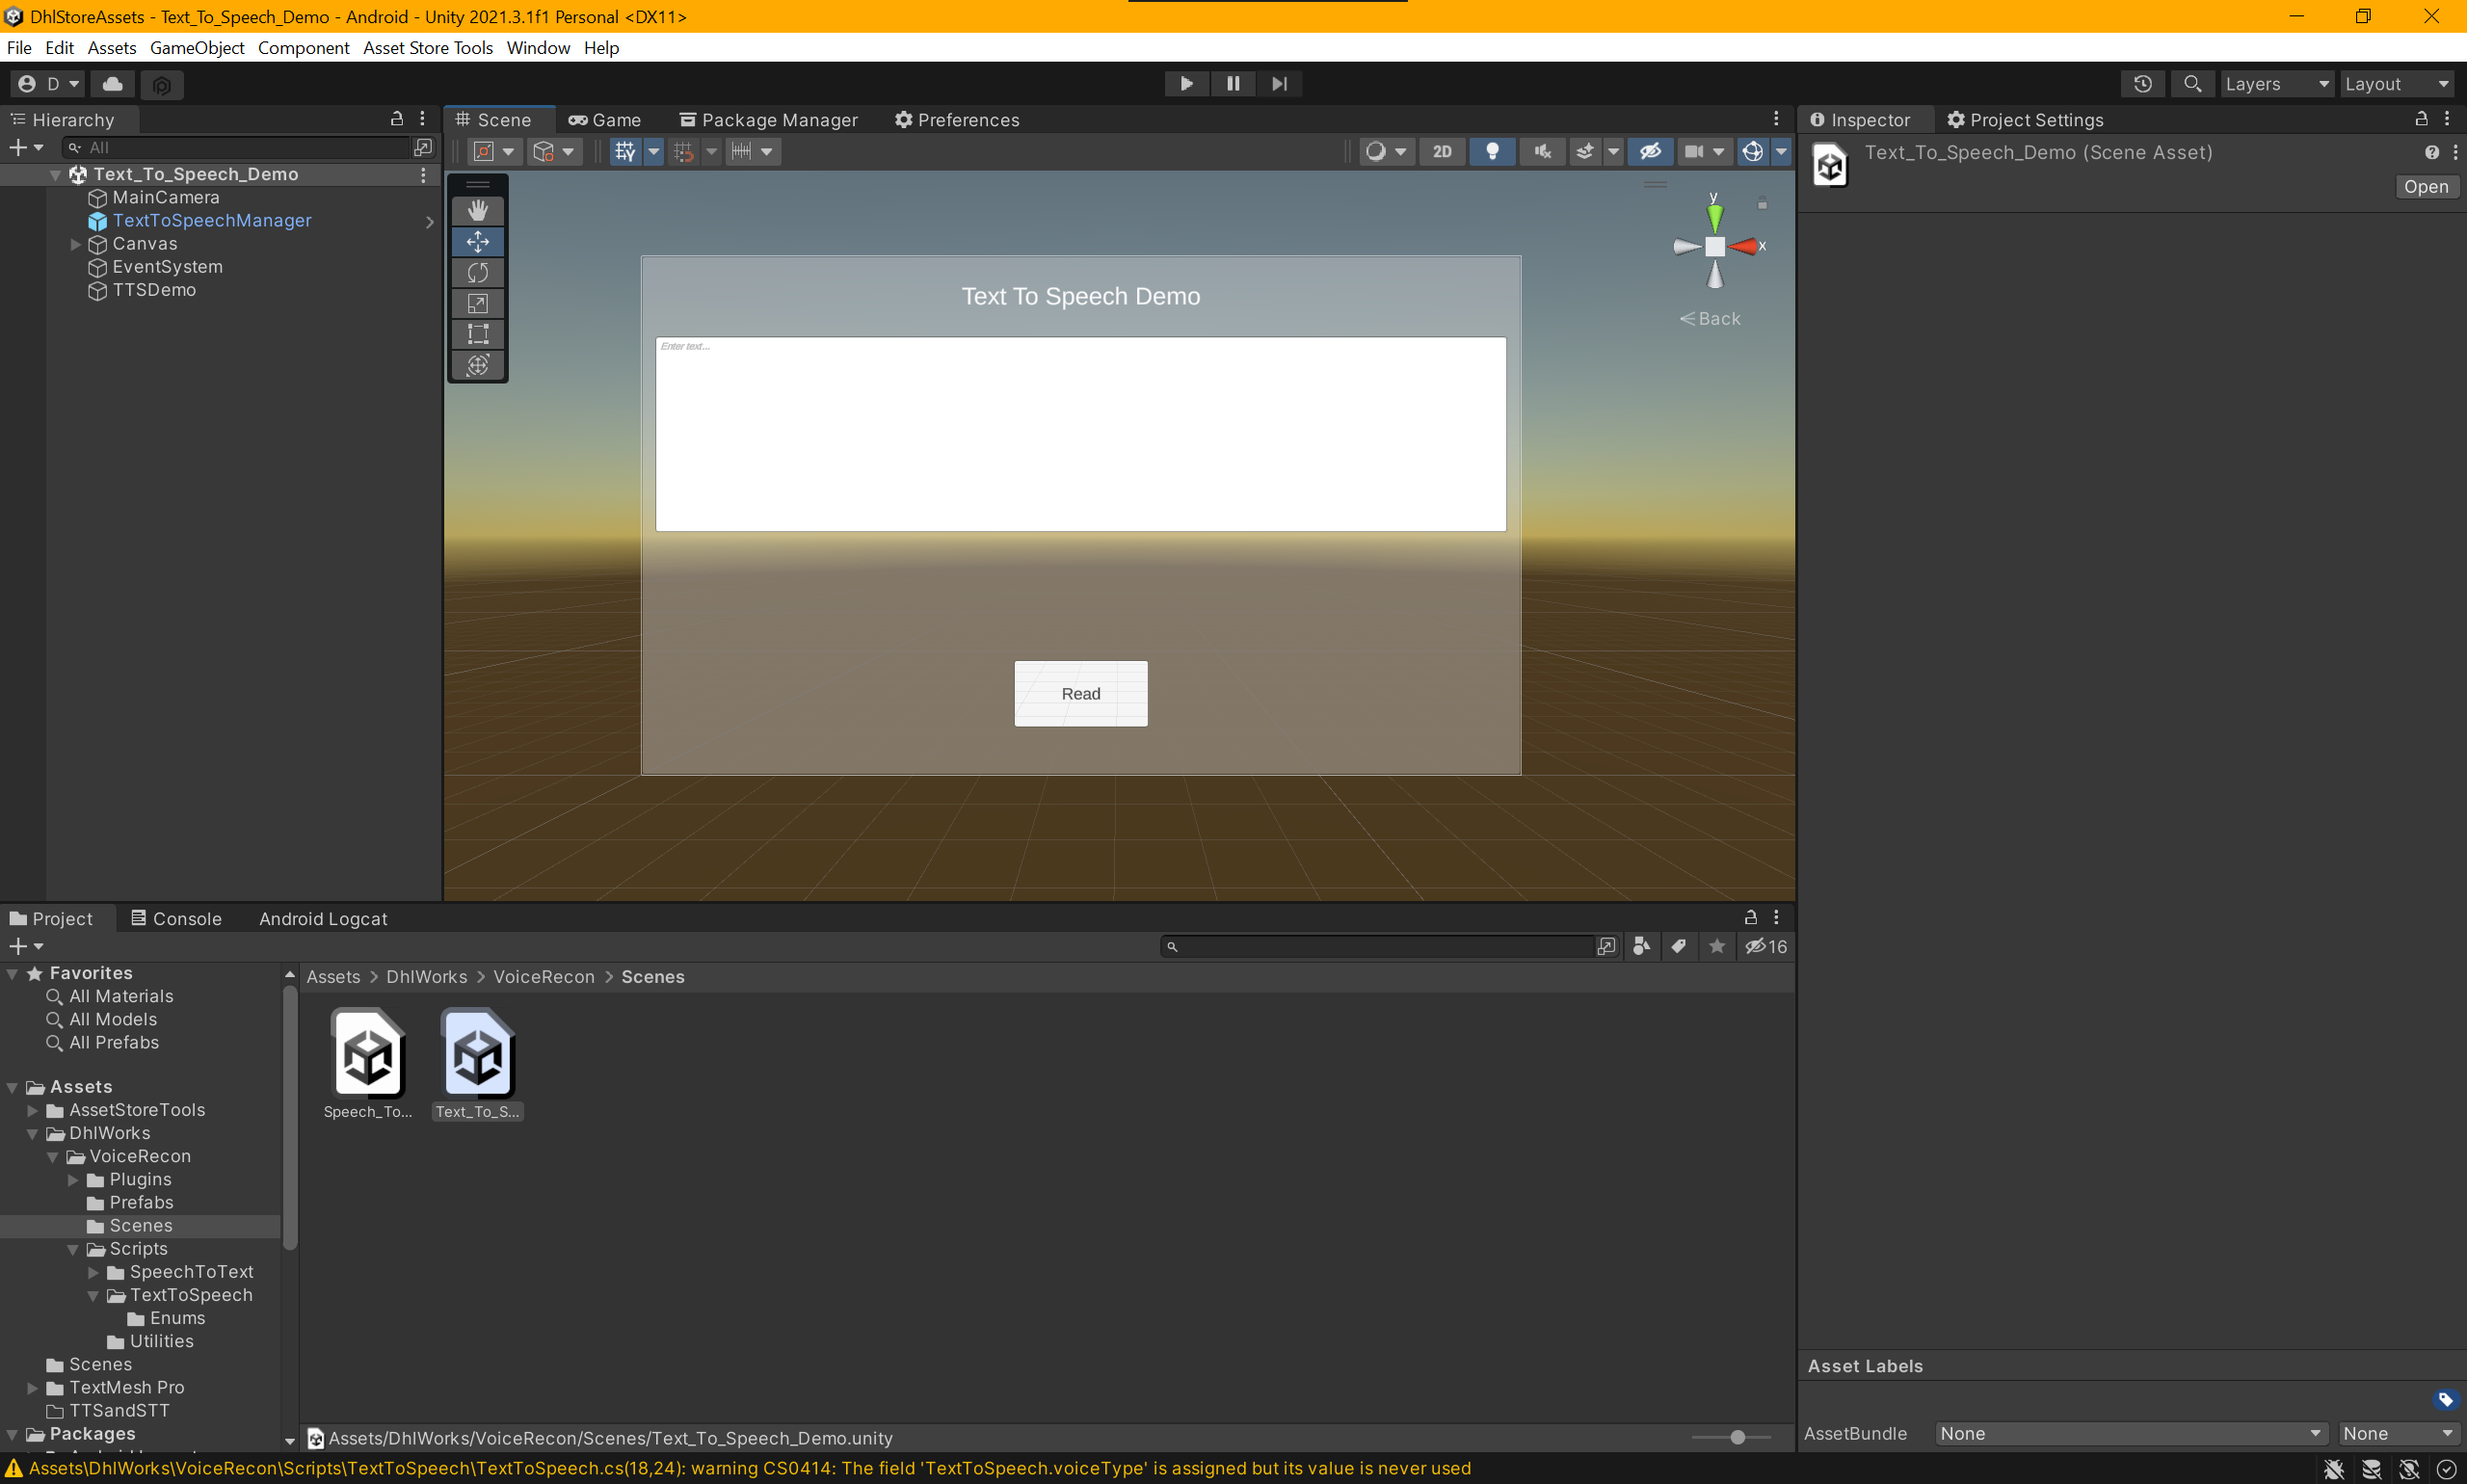 DhlStoreAssets - Text_To_Speech_Demo - Android - Unity 2021.3.1f1 Personal <DX11>
File Edit Assets GameObject Component Asset Store Tools Window Help
D
Layers
Layout
Hierarchy
All
Text_To_Speech_Demo
MainCamera
TextToSpeechManager
Canvas
EventSystem
TTSDemo
Scene Game Package Manager Preferences
2D
y
x
Back
Text To Speech Demo
Enter text...
Read
Inspector Project Settings
Text_To_Speech_Demo (Scene Asset)
Open
Project Console Android Logcat
16
Favorites
All Materials
All Models
All Prefabs
Assets
AssetStoreTools
DhlWorks
VoiceRecon
Plugins
Prefabs
Scenes
Scripts
SpeechToText
TextToSpeech
Enums
Utilities
Scenes
TextMesh Pro
TTSandSTT
Packages
Assets > DhlWorks > VoiceRecon > Scenes
Speech_To...
Text_To_S...
Assets/DhlWorks/VoiceRecon/Scenes/Text_To_Speech_Demo.unity
Asset Labels
AssetBundle None None
Assets\DhlWorks\VoiceRecon\Scripts\TextToSpeech\TextToSpeech.cs(18,24): warning CS0414: The field 'TextToSpeech.voiceType' is assigned but its value is never used